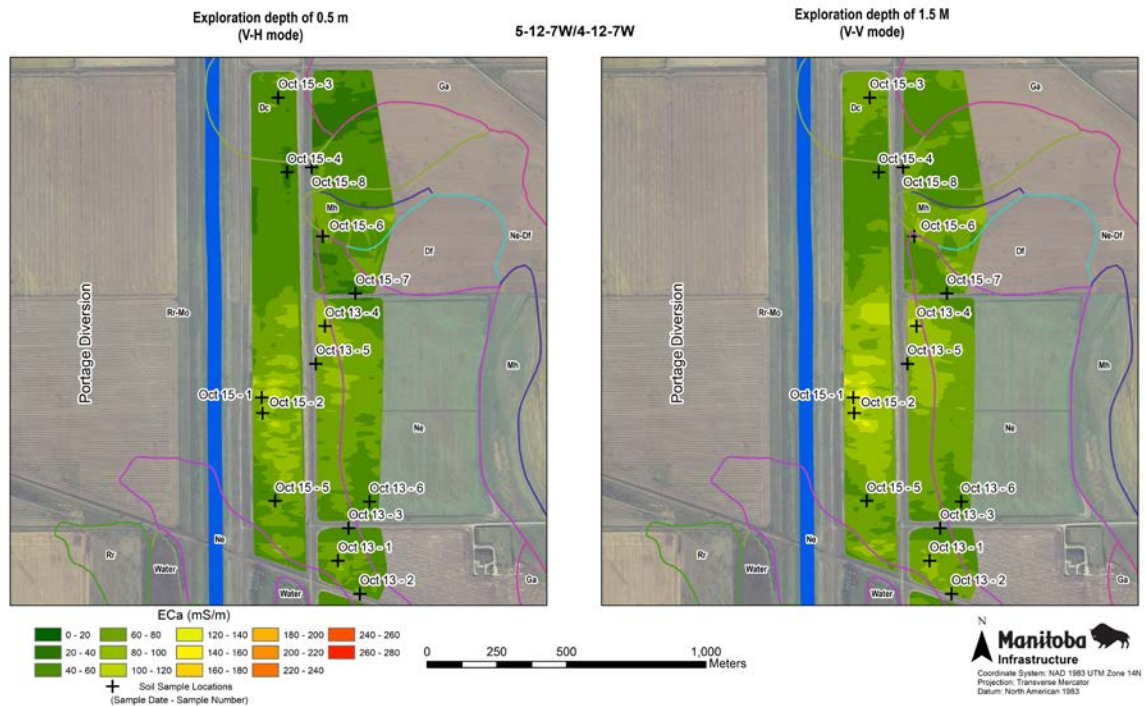 Exploration depth of 0.5 m
(V-H mode)
5-12-7W/4-12-7W
Exploration depth of 1.5 M
(V-V mode)
Oct 15 - 3
Ga
Dc
Oct 15 - 4
Oct 15 - 8
Mh
Oct 15 - 6
Ne-Df
Df
Oct 15 - 7
Portage Diversion
Rr-Mo
Oct 13 - 4
Oct 13 - 5
Mh
Oct 15 - 1
Oct 15 - 2
Ne
Oct 15 - 5
Oct 13 - 6
Oct 13 - 3
Ne
Rr
Oct 13 - 1
Water
Oct 13 - 2
Ga
Water
Oct 15 - 3
Ga
Dc
Oct 15 - 4
Oct 15 - 8
Mh
Oct 15 - 6
Ne-Df
Df
Oct 15 - 7
Portage Diversion
Rr-Mo
Oct 13 - 4
Oct 13 - 5
Mh
Oct 15 - 1
Oct 15 - 2
Ne
Oct 15 - 5
Oct 13 - 6
Oct 13 - 3
Ne
Rr
Oct 13 - 1
Water
Oct 13 - 2
Ga
Water
ECa (mS/m)
0 - 20 60 - 80 120 - 140 180 - 200 240 - 260
20 - 40 80 - 100 140 - 160 200 - 220 260 - 280
40 - 60 100 - 120 160 - 180 220 - 240
Soil Sample Locations
(Sample Date - Sample Number)
0 250 500 1,000
Meters
N
Manitoba
Infrastructure
Coordinate System: NAD 1983 UTM Zone 14N
Projection: Transverse Mercator
Datum: North American 1983